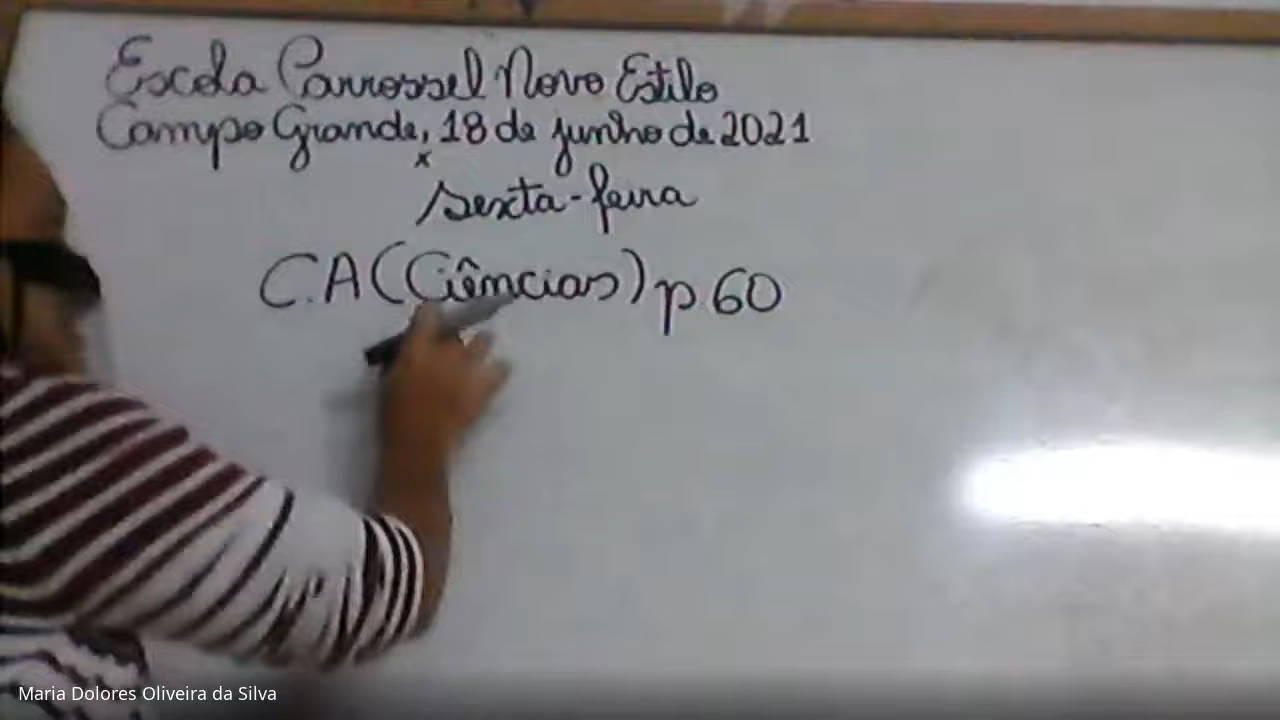 Escola Carrossel Novo Estilo
Campo Grande, 18 de junho de 2021
x
sexta-feira
C.A (Ciências) p.60
Maria Dolores Oliveira da Silva